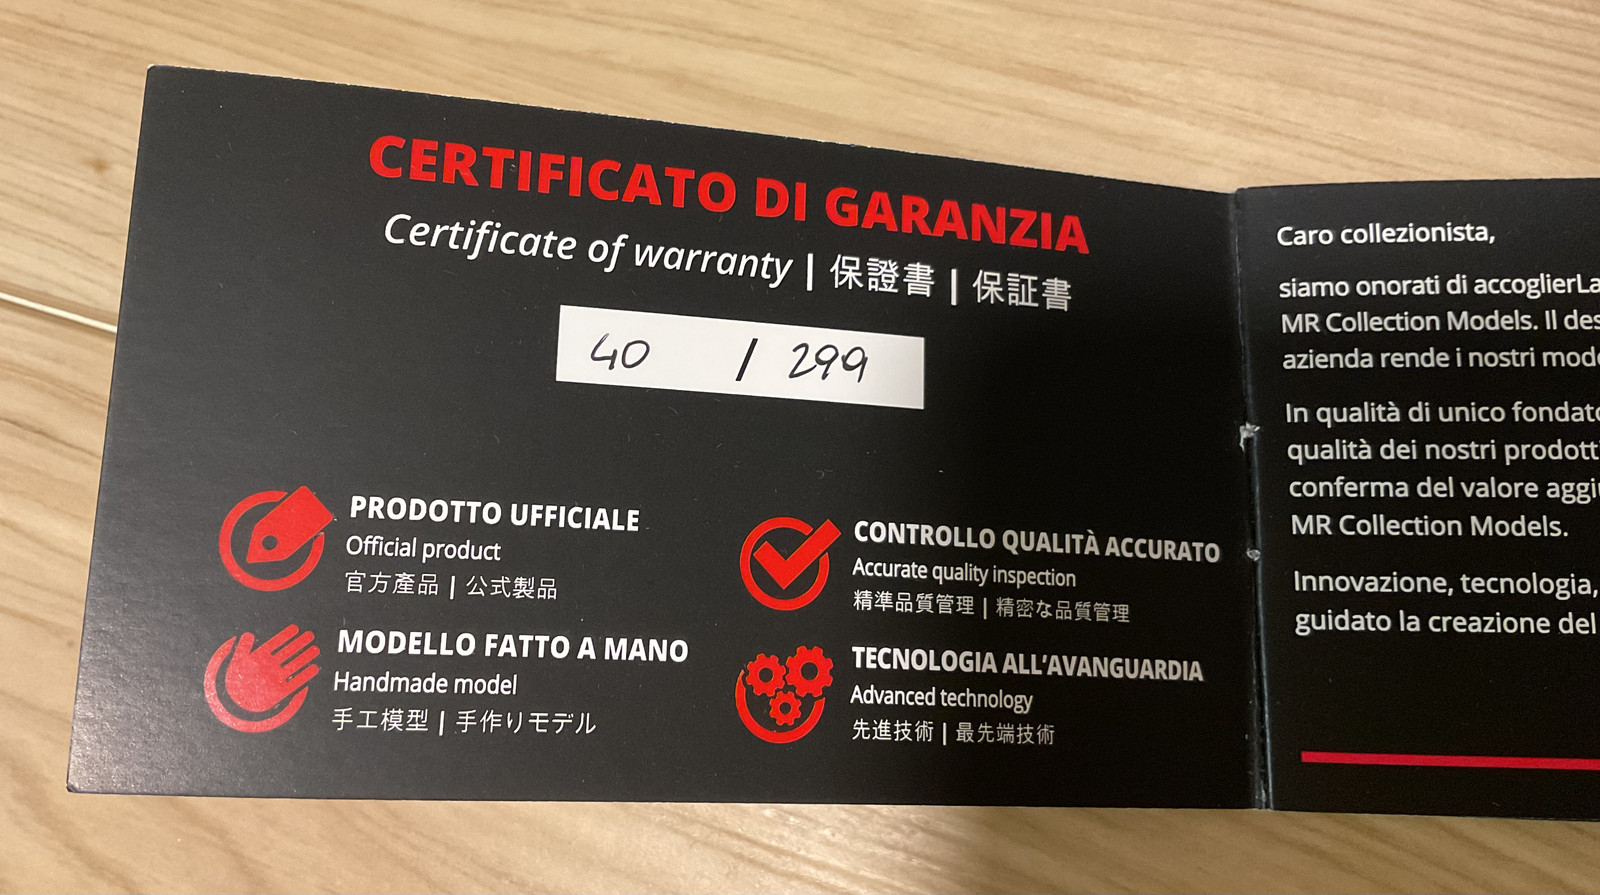 CERTIFICATO DI GARANZIA
Certificate of warranty | 保證書 | 保証書
40 / 299
PRODOTTO UFFICIALE
Official product
官方產品 | 公式製品
MODELLO FATTO A MANO
Handmade model
手工模型 | 手作りモデル
CONTROLLO QUALITÀ ACCURATO
Accurate quality inspection
精準品質管理 | 精密な品質管理
TECNOLOGIA ALL'AVANGUARDIA
Advanced technology
先進技術 | 最先端技術
Caro collezionista,
siamo onorati di accoglierLa
MR Collection Models. Il
azienda rende i nostri
In qualità di unico
qualità dei nostri
conferma del valore
MR Collection Models.
Innovazione, tecnologia,
guidato la creazione del